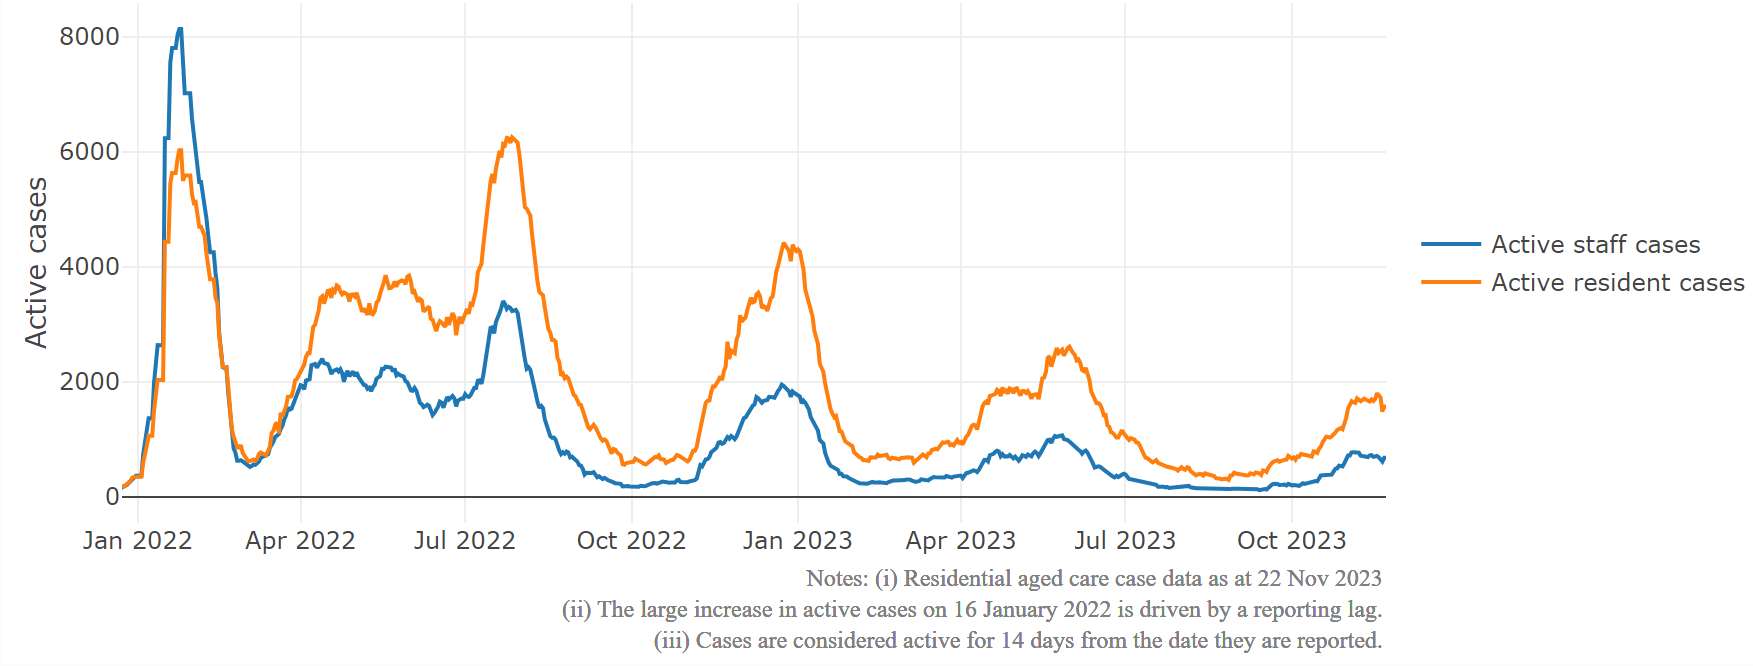 8000
6000
4000
2000
0
Active cases
Jan 2022
Apr 2022
Jul 2022
Oct 2022
Jan 2023
Apr 2023
Jul 2023
Oct 2023
Active staff cases
Active resident cases
Notes: (i) Residential aged care case data as at 22 Nov 2023
(ii) The large increase in active cases on 16 January 2022 is driven by a reporting lag.
(iii) Cases are considered active for 14 days from the date they are reported.